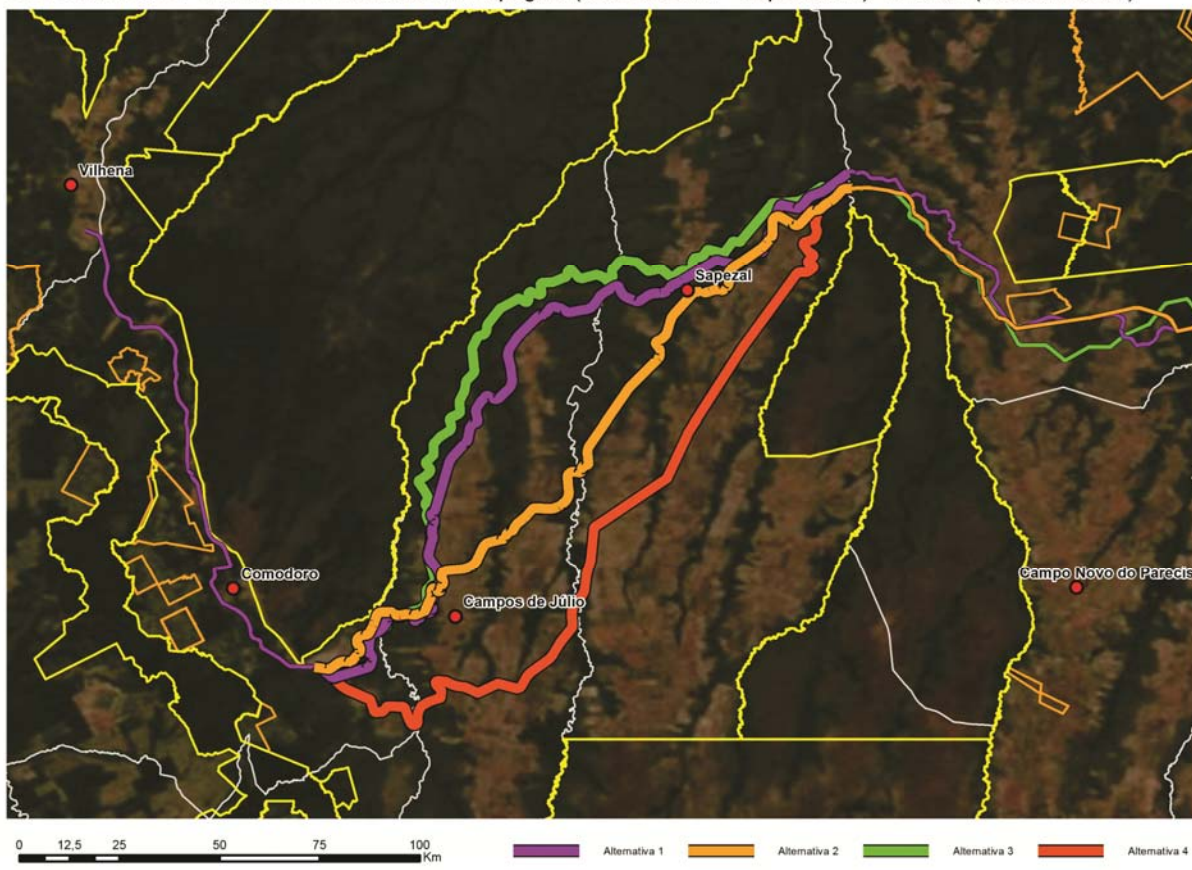 Vilhena
Sapezal
Comodoro
Campos de Júlio
Campo Novo do Parecis
0 12,5 25 50 75 100
Km
Alternativa 1
Alternativa 2
Alternativa 3
Alternativa 4